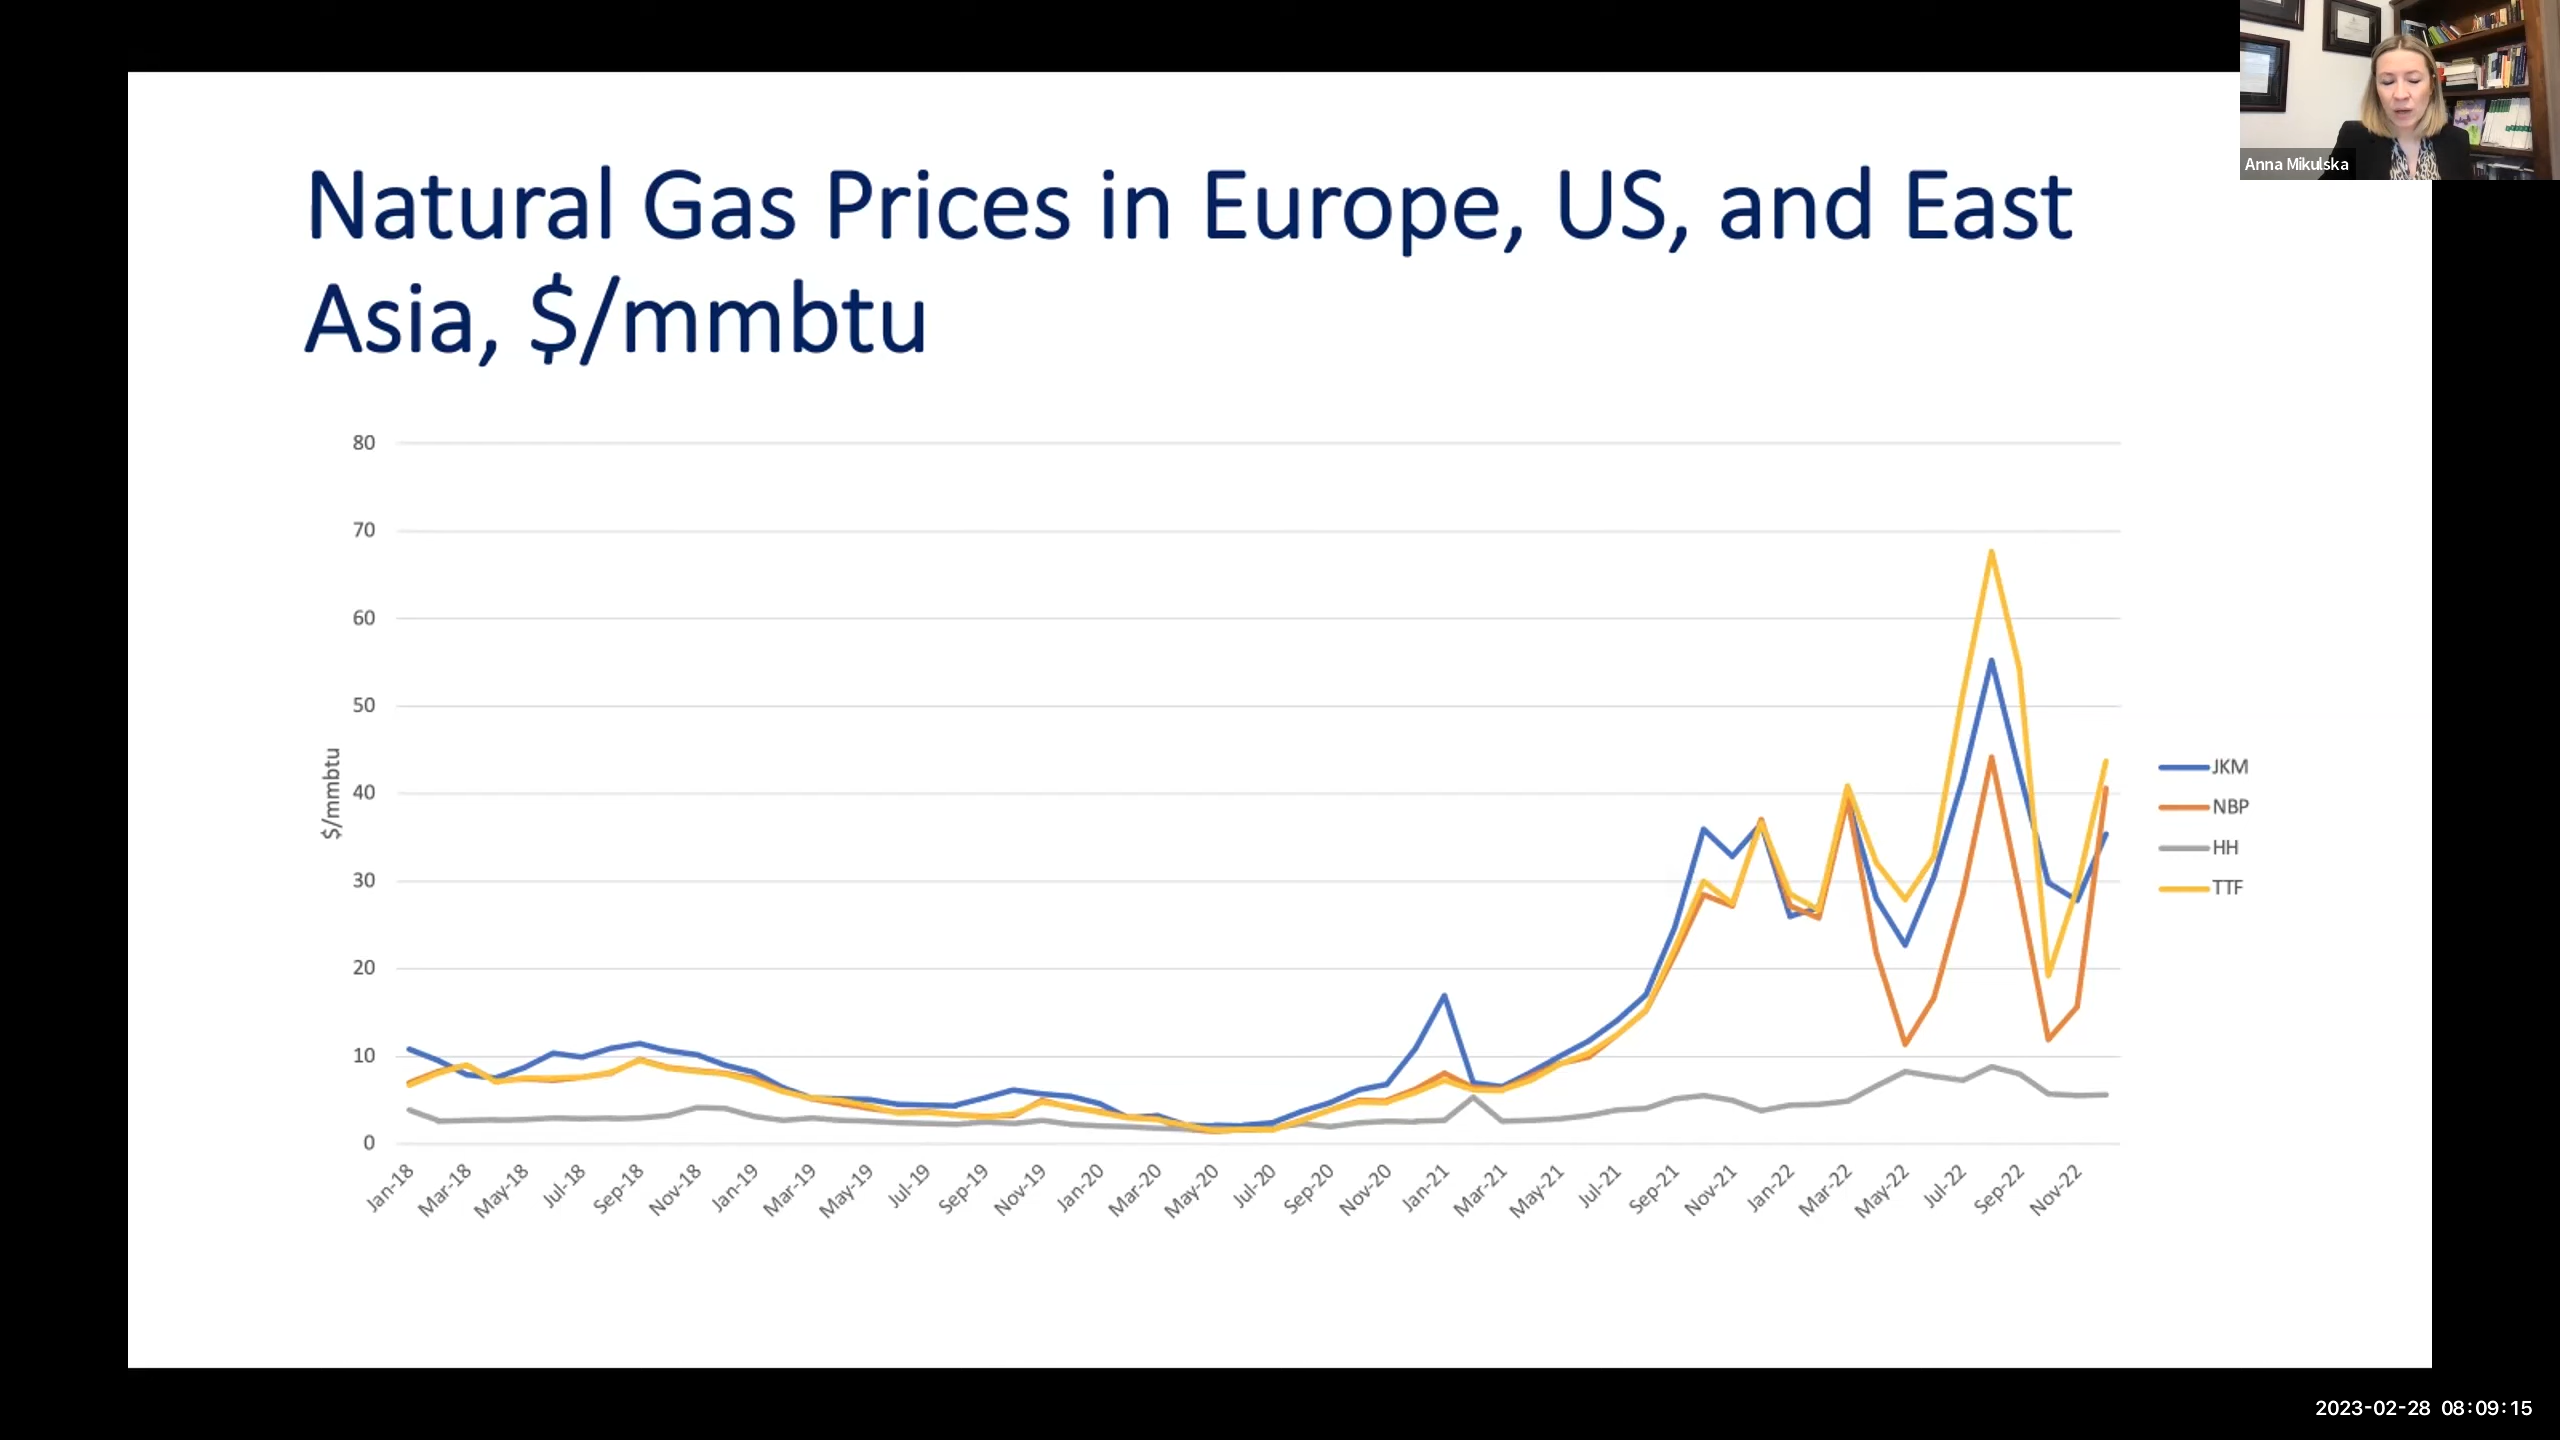 Anna Mikulska
Natural Gas Prices in Europe, US, and East
Asia, $/mmbtu
80
70
60
50
40
30
20
10
0
$/mmbtu
Jan-18
Mar-18
May-18
Jul-18
Sep-18
Nov-18
Jan-19
Mar-19
May-19
Jul-19
Sep-19
Nov-19
Jan-20
Mar-20
May-20
Jul-20
Sep-20
Nov-20
Jan-21
Mar-21
May-21
Jul-21
Sep-21
Nov-21
Jan-22
Mar-22
May-22
Jul-22
Sep-22
Nov-22
JKM
NBP
HH
TTF
2023-02-28 08:09:15